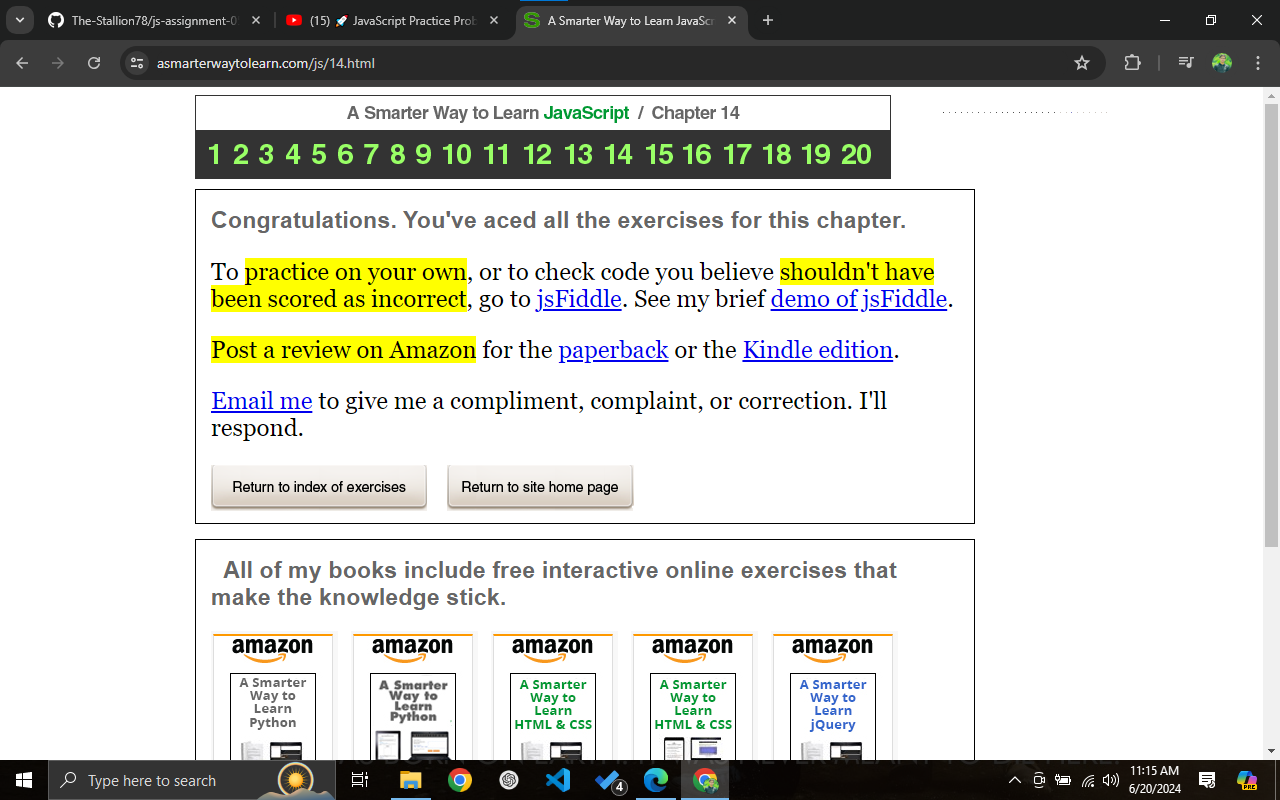 The-Stallion78/js-assignment-0
(15) 🚀 JavaScript Practice Prob
A Smarter Way to Learn JavaScr
asmarterwaytolearn.com/js/14.html
A Smarter Way to Learn JavaScript / Chapter 14
1 2 3 4 5 6 7 8 9 10 11 12 13 14 15 16 17 18 19 20
Congratulations. You've aced all the exercises for this chapter.
To practice on your own, or to check code you believe shouldn't have
been scored as incorrect, go to jsFiddle. See my brief demo of jsFiddle.
Post a review on Amazon for the paperback or the Kindle edition.
Email me to give me a compliment, complaint, or correction. I'll
respond.
Return to index of exercises
Return to site home page
All of my books include free interactive online exercises that
make the knowledge stick.
amazon amazon amazon amazon amazon
A Smarter
Way to
Learn
Python
A Smarter
Way to
Learn
Python
A Smarter
Way to
Learn
HTML & CSS
A Smarter
Way to
Learn
HTML & CSS
A Smarter
Way to
Learn
jQuery
Type here to search
4
11:15 AM
6/20/2024
PRE